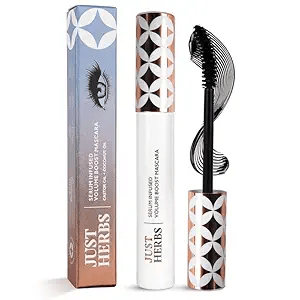 SERUM INFUSED
VOLUME BOOST MASCARA
CASTOR OIL • COCONUT OIL
JUST
HERBS
SERUM INFUSED
VOLUME BOOST MASCARA
JUST
HERBS